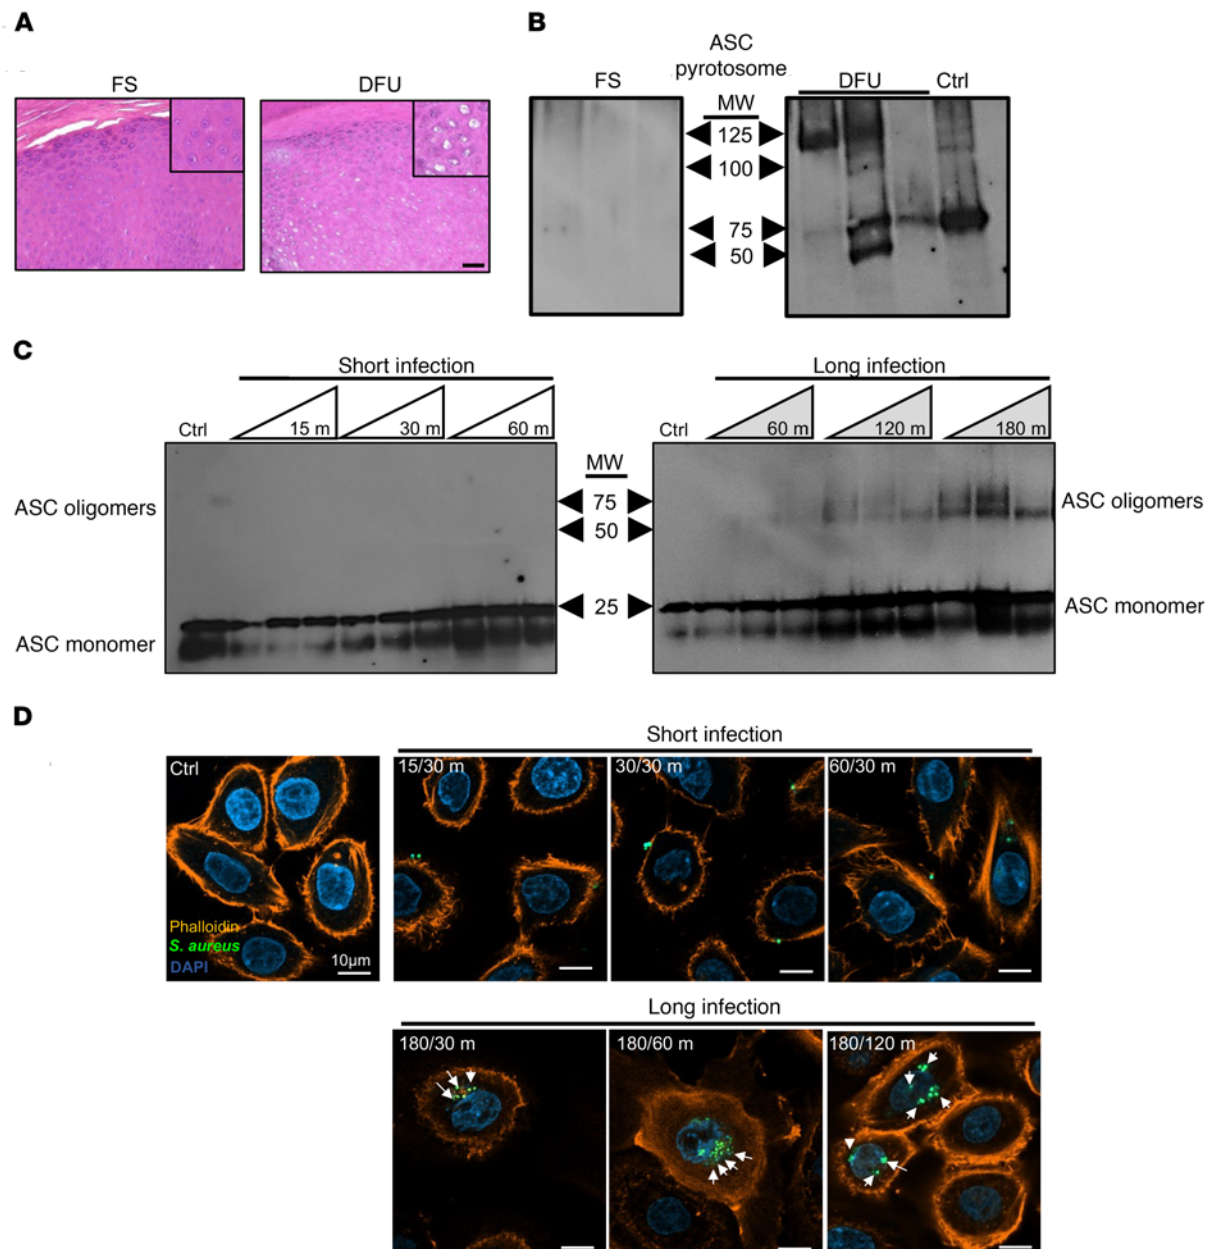 A
FS
DFU
B
ASC
pyrotosome
FS
MW
DFU
Ctrl
125
100
75
50
C
Short infection
Long infection
Ctrl
15 m
30 m
60 m
Ctrl
60 m
120 m
180 m
MW
ASC oligomers
75
ASC oligomers
50
25
ASC monomer
ASC monomer
D
Short infection
Ctrl
15/30 m
30/30 m
60/30 m
Phalloidin
S. aureus
DAPI
10μm
Long infection
180/30 m
180/60 m
180/120 m